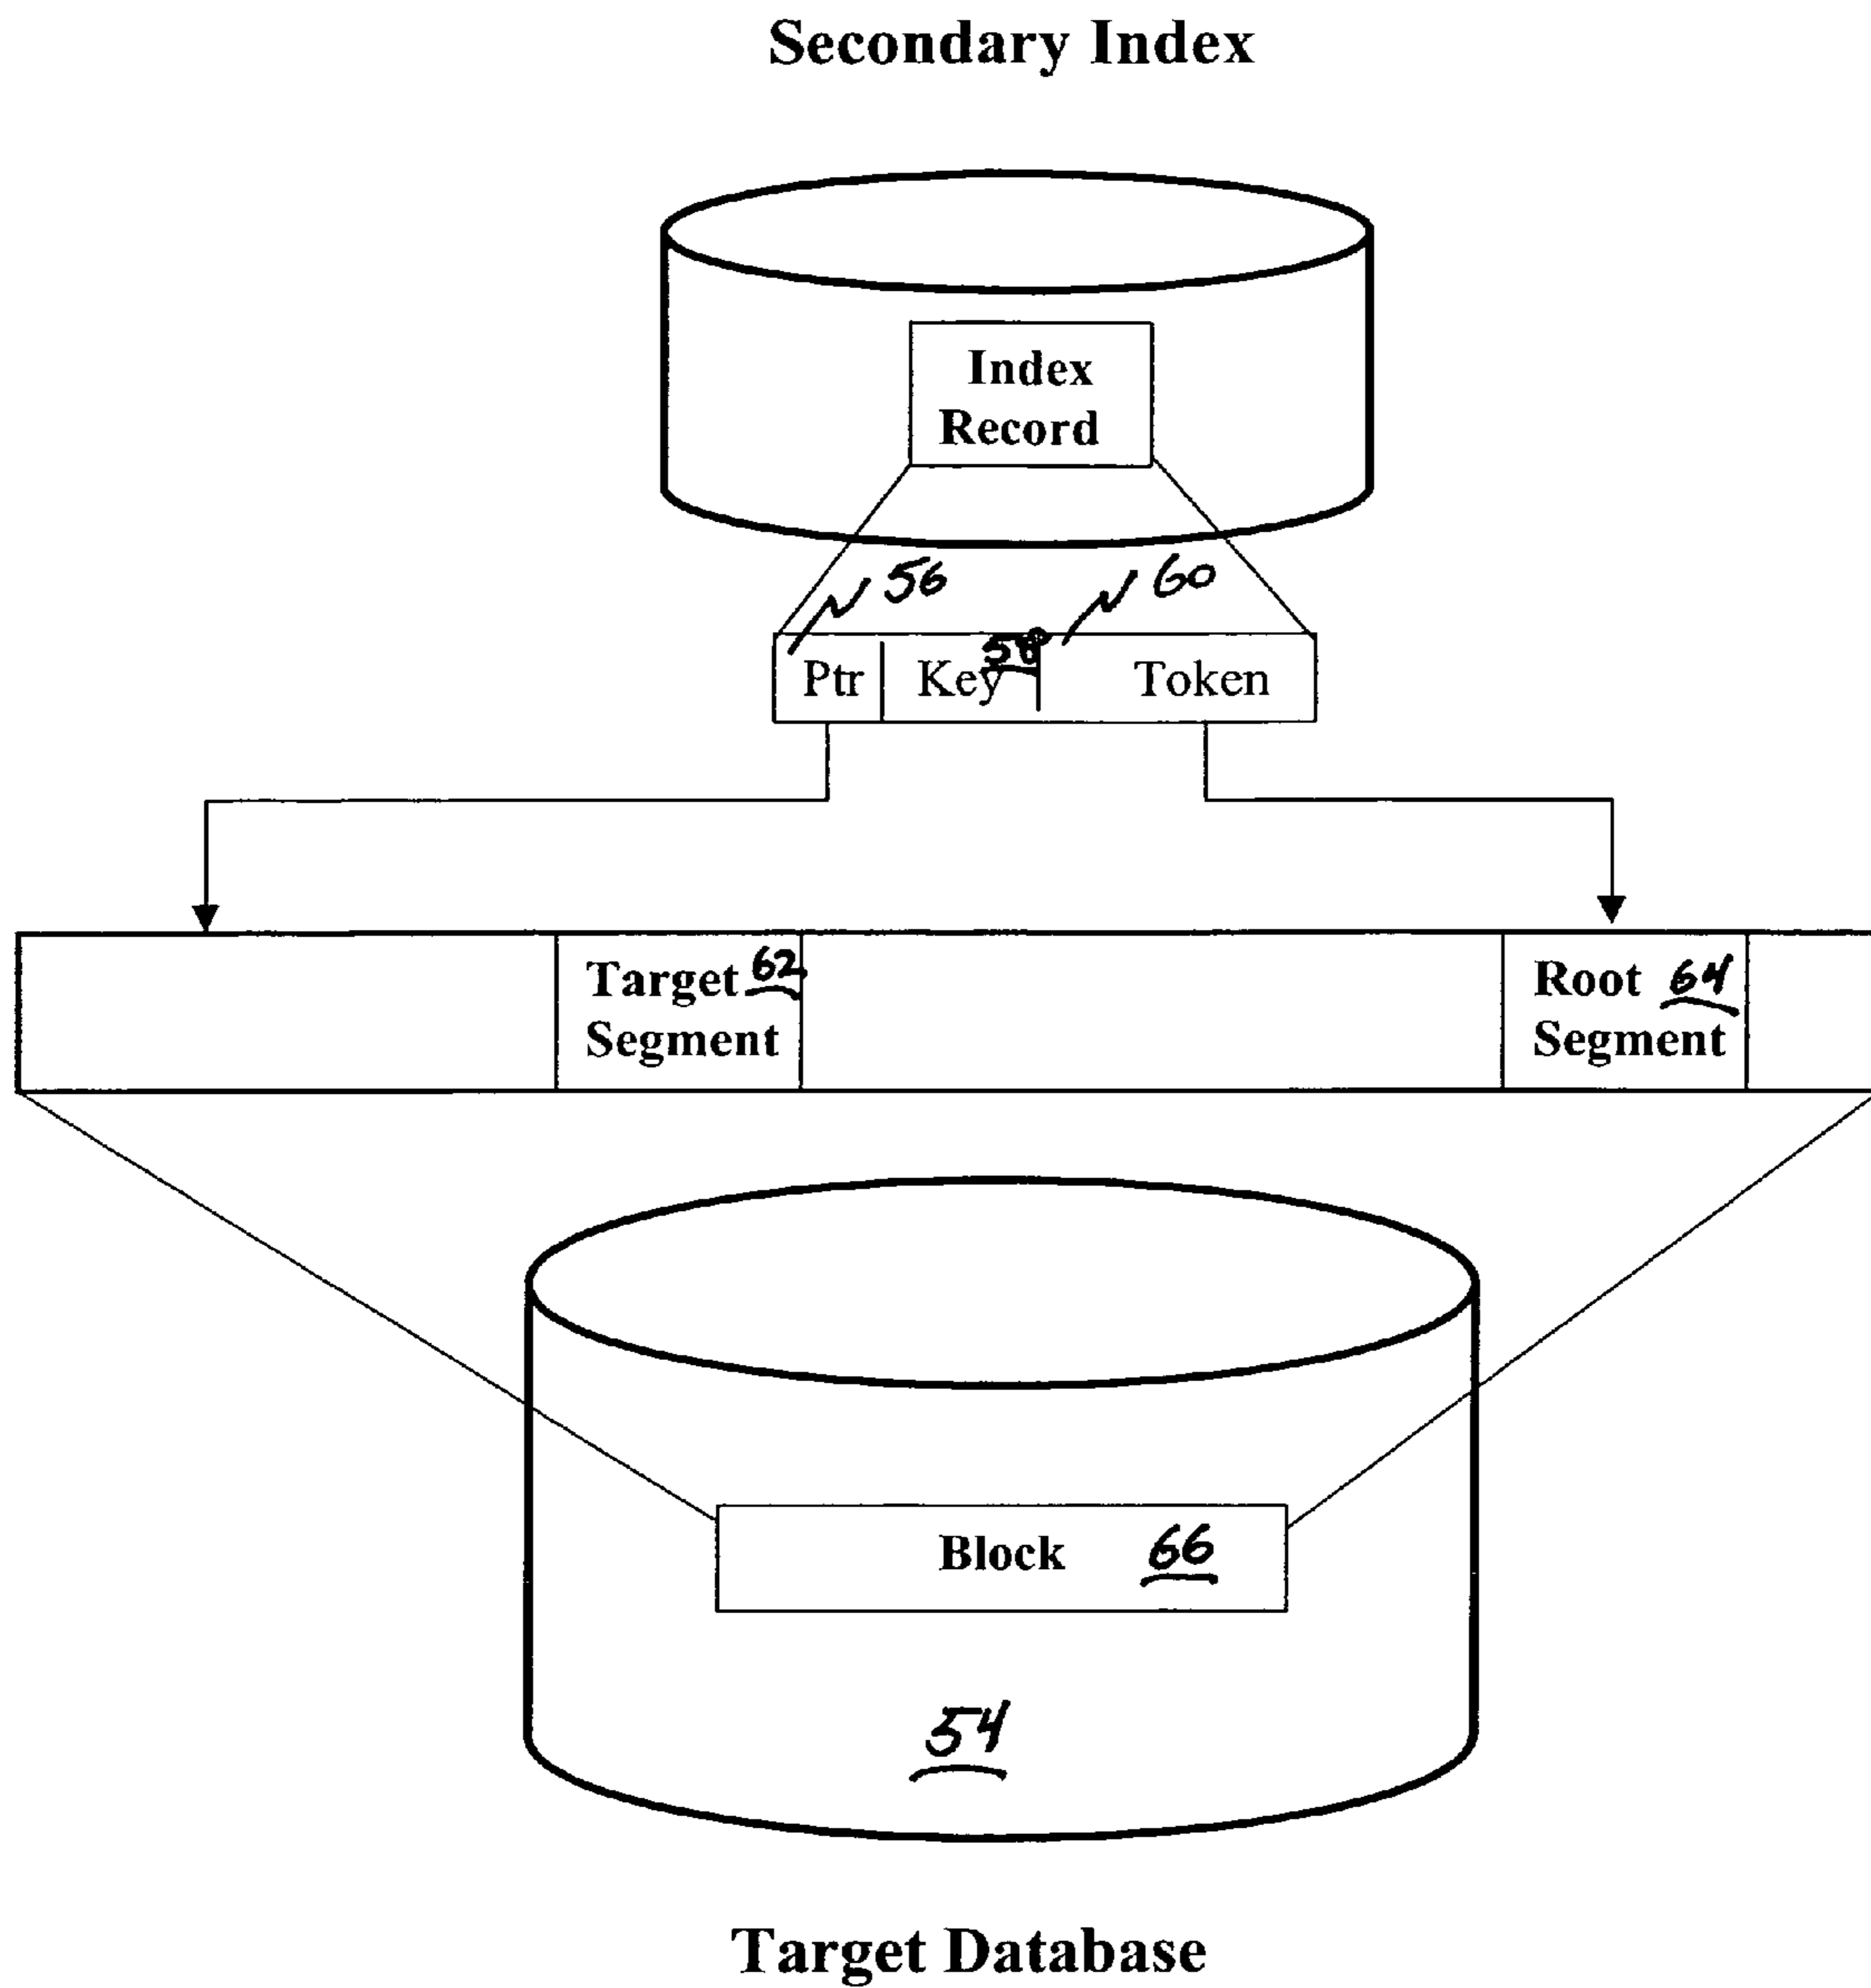 Secondary Index
Index
Record
56
60
Ptr
Key
Token
Target 62
Segment
Root 64
Segment
Block 66
54
Target Database